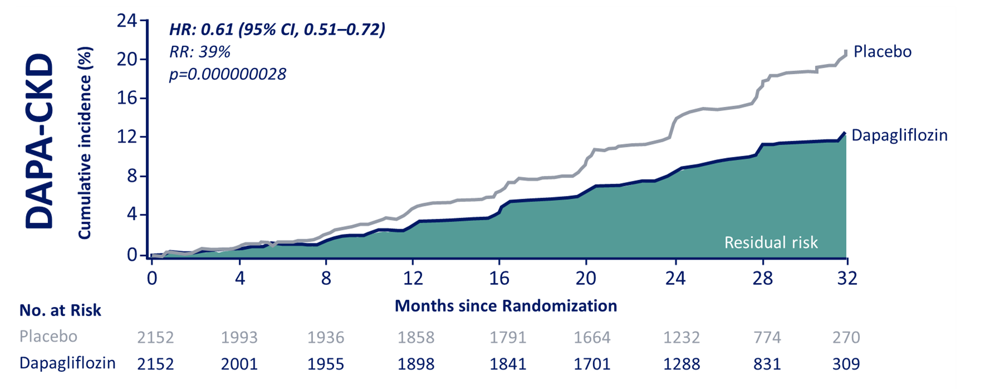 DAPA-CKD
Cumulative incidence (%)
24
20
16
12
8
4
0
HR: 0.61 (95% CI, 0.51–0.72)
RR: 39%
p=0.000000028
Placebo
Dapagliflozin
Residual risk
0 4 8 12 16 20 24 28 32
Months since Randomization
No. at Risk
Placebo 2152 1993 1936 1858 1791 1664 1232 774 270
Dapagliflozin 2152 2001 1955 1898 1841 1701 1288 831 309